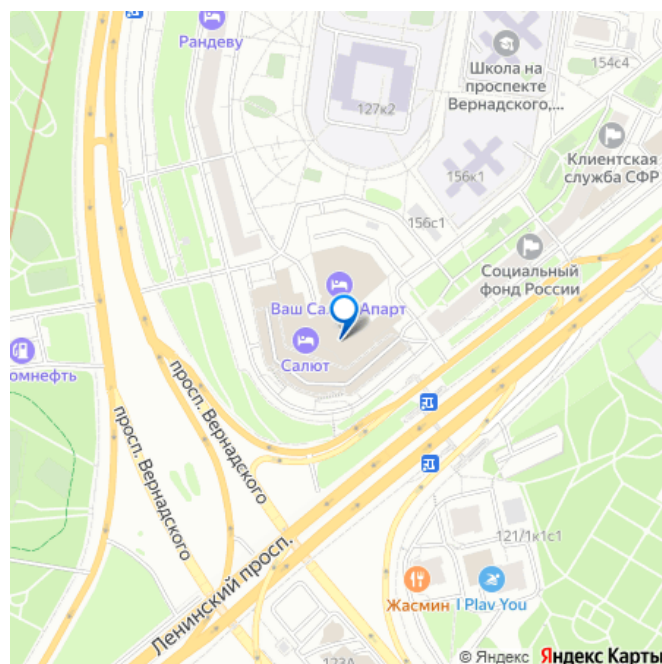 Рандеву
127к2
Школа на
проспекте
Вернадского,...
154с4
Клиентская
служба СФР
156к1
156с1
Социальный
фонд России
Ваш Сал Апарт
Салют
омнефть
просп. Вернадского
просп. Вернадского
Ленинский просп.
121/1к1с1
Жасмин
I Play You
123А
© Яндекс Яндекс Карты